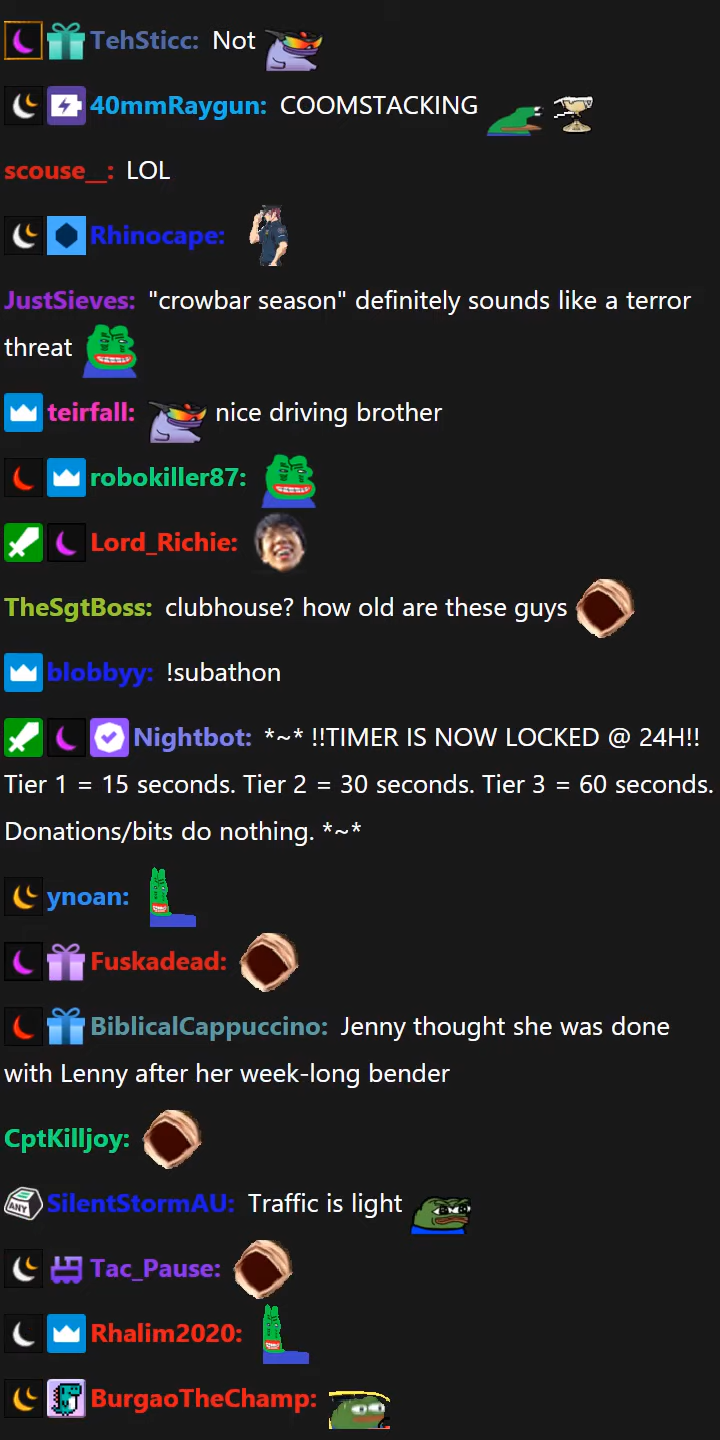 TehSticc: Not
40mmRaygun: COOMSTACKING
scouse__: LOL
Rhinocape:
JustSieves: "crowbar season" definitely sounds like a terror
threat
teirfall: nice driving brother
robokiller87:
Lord_Richie:
TheSgtBoss: clubhouse? how old are these guys
blobbyy: !subathon
Nightbot: *~* !!TIMER IS NOW LOCKED @ 24H!!
Tier 1 = 15 seconds. Tier 2 = 30 seconds. Tier 3 = 60 seconds.
Donations/bits do nothing. *~*
ynoan:
Fuskadead:
BiblicalCappuccino: Jenny thought she was done
with Lenny after her week-long bender
CptKilljoy:
ANY SilentStormAU: Traffic is light
Tac_Pause:
Rhalim2020:
BurgaoTheChamp: